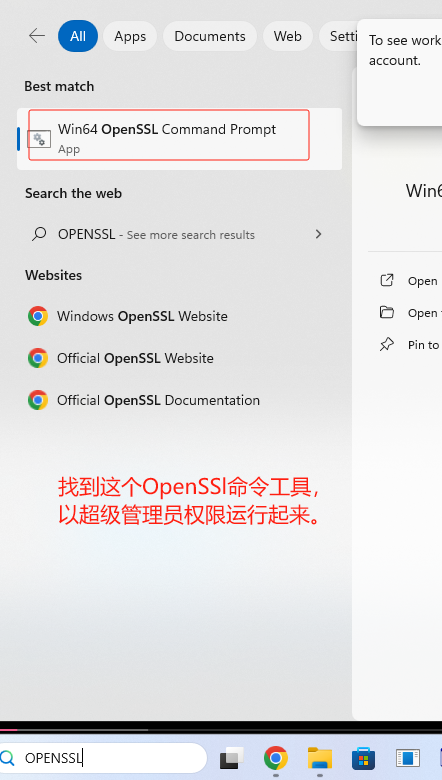 All
Apps
Documents
Web
Setti
To see work
account.
Best match
Win64 OpenSSL Command Prompt
App
Search the web
OPENSSL - See more search results
Websites
Windows OpenSSL Website
Official OpenSSL Website
Official OpenSSL Documentation
Win6
Open
Open
Pin to
找到这个OpenSSl命令工具，
以超级管理员权限运行起来。
OPENSSL